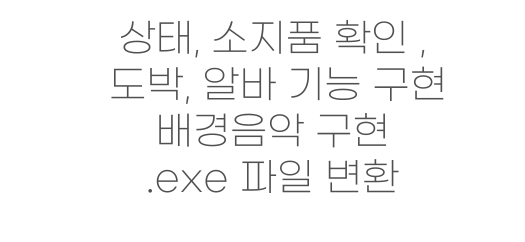 상태, 소지품 확인 ,
도박, 알바 기능 구현
배경음악 구현
.exe 파일 변환